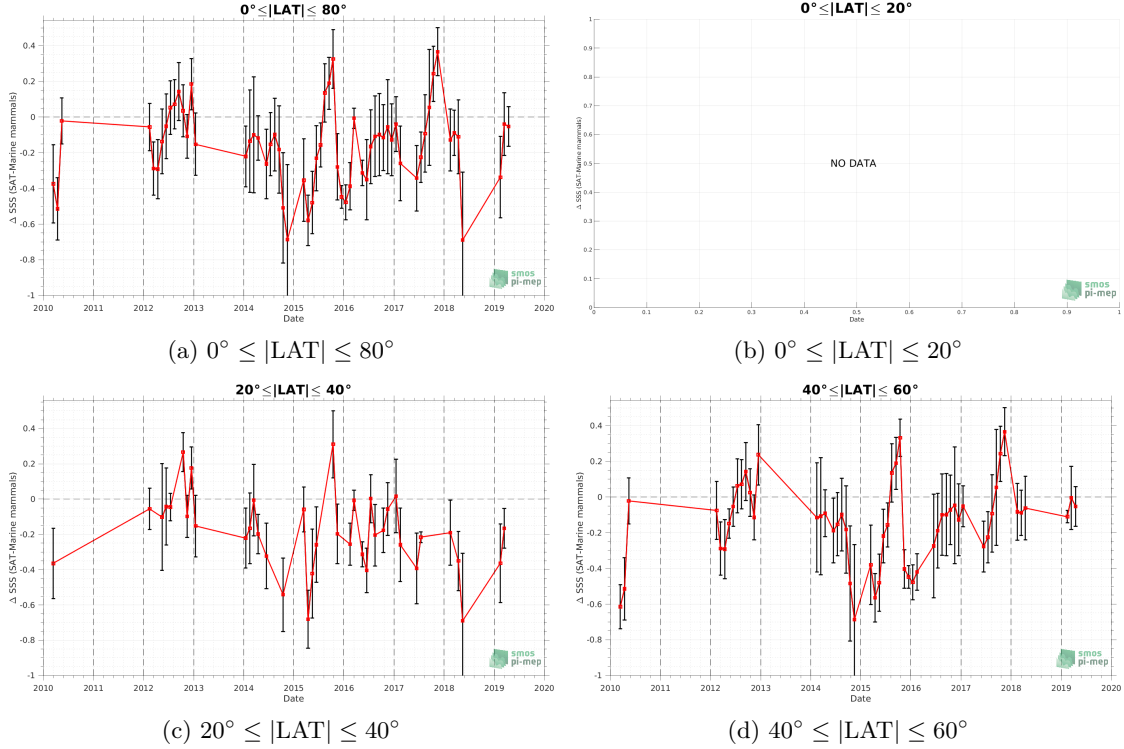 0°≤|LAT|≤ 80°
Δ SSS (SAT-Marine mammals)
0.4
0.2
0
-0.2
-0.4
-0.6
-0.8
-1
2010 2011 2012 2013 2014 2015 2016 2017 2018 2019 2020
Date
smos
pi-mep
(a) 0° ≤ |LAT| ≤ 80°
0°≤|LAT|≤ 20°
Δ SSS (SAT-Marine mammals)
1
0.9
0.8
0.7
0.6
0.5
0.4
0.3
0.2
0.1
0
NO DATA
0 0.1 0.2 0.3 0.4 0.5 0.6 0.7 0.8 0.9 1
Date
smos
pi-mep
(b) 0° ≤ |LAT| ≤ 20°
20°≤|LAT|≤ 40°
Δ SSS (SAT-Marine mammals)
0.4
0.2
0
-0.2
-0.4
-0.6
-0.8
-1
2010 2011 2012 2013 2014 2015 2016 2017 2018 2019 2020
Date
smos
pi-mep
(c) 20° ≤ |LAT| ≤ 40°
40°≤|LAT|≤ 60°
Δ SSS (SAT-Marine mammals)
0.4
0.2
0
-0.2
-0.4
-0.6
-0.8
-1
2010 2011 2012 2013 2014 2015 2016 2017 2018 2019 2020
Date
smos
pi-mep
(d) 40° ≤ |LAT| ≤ 60°